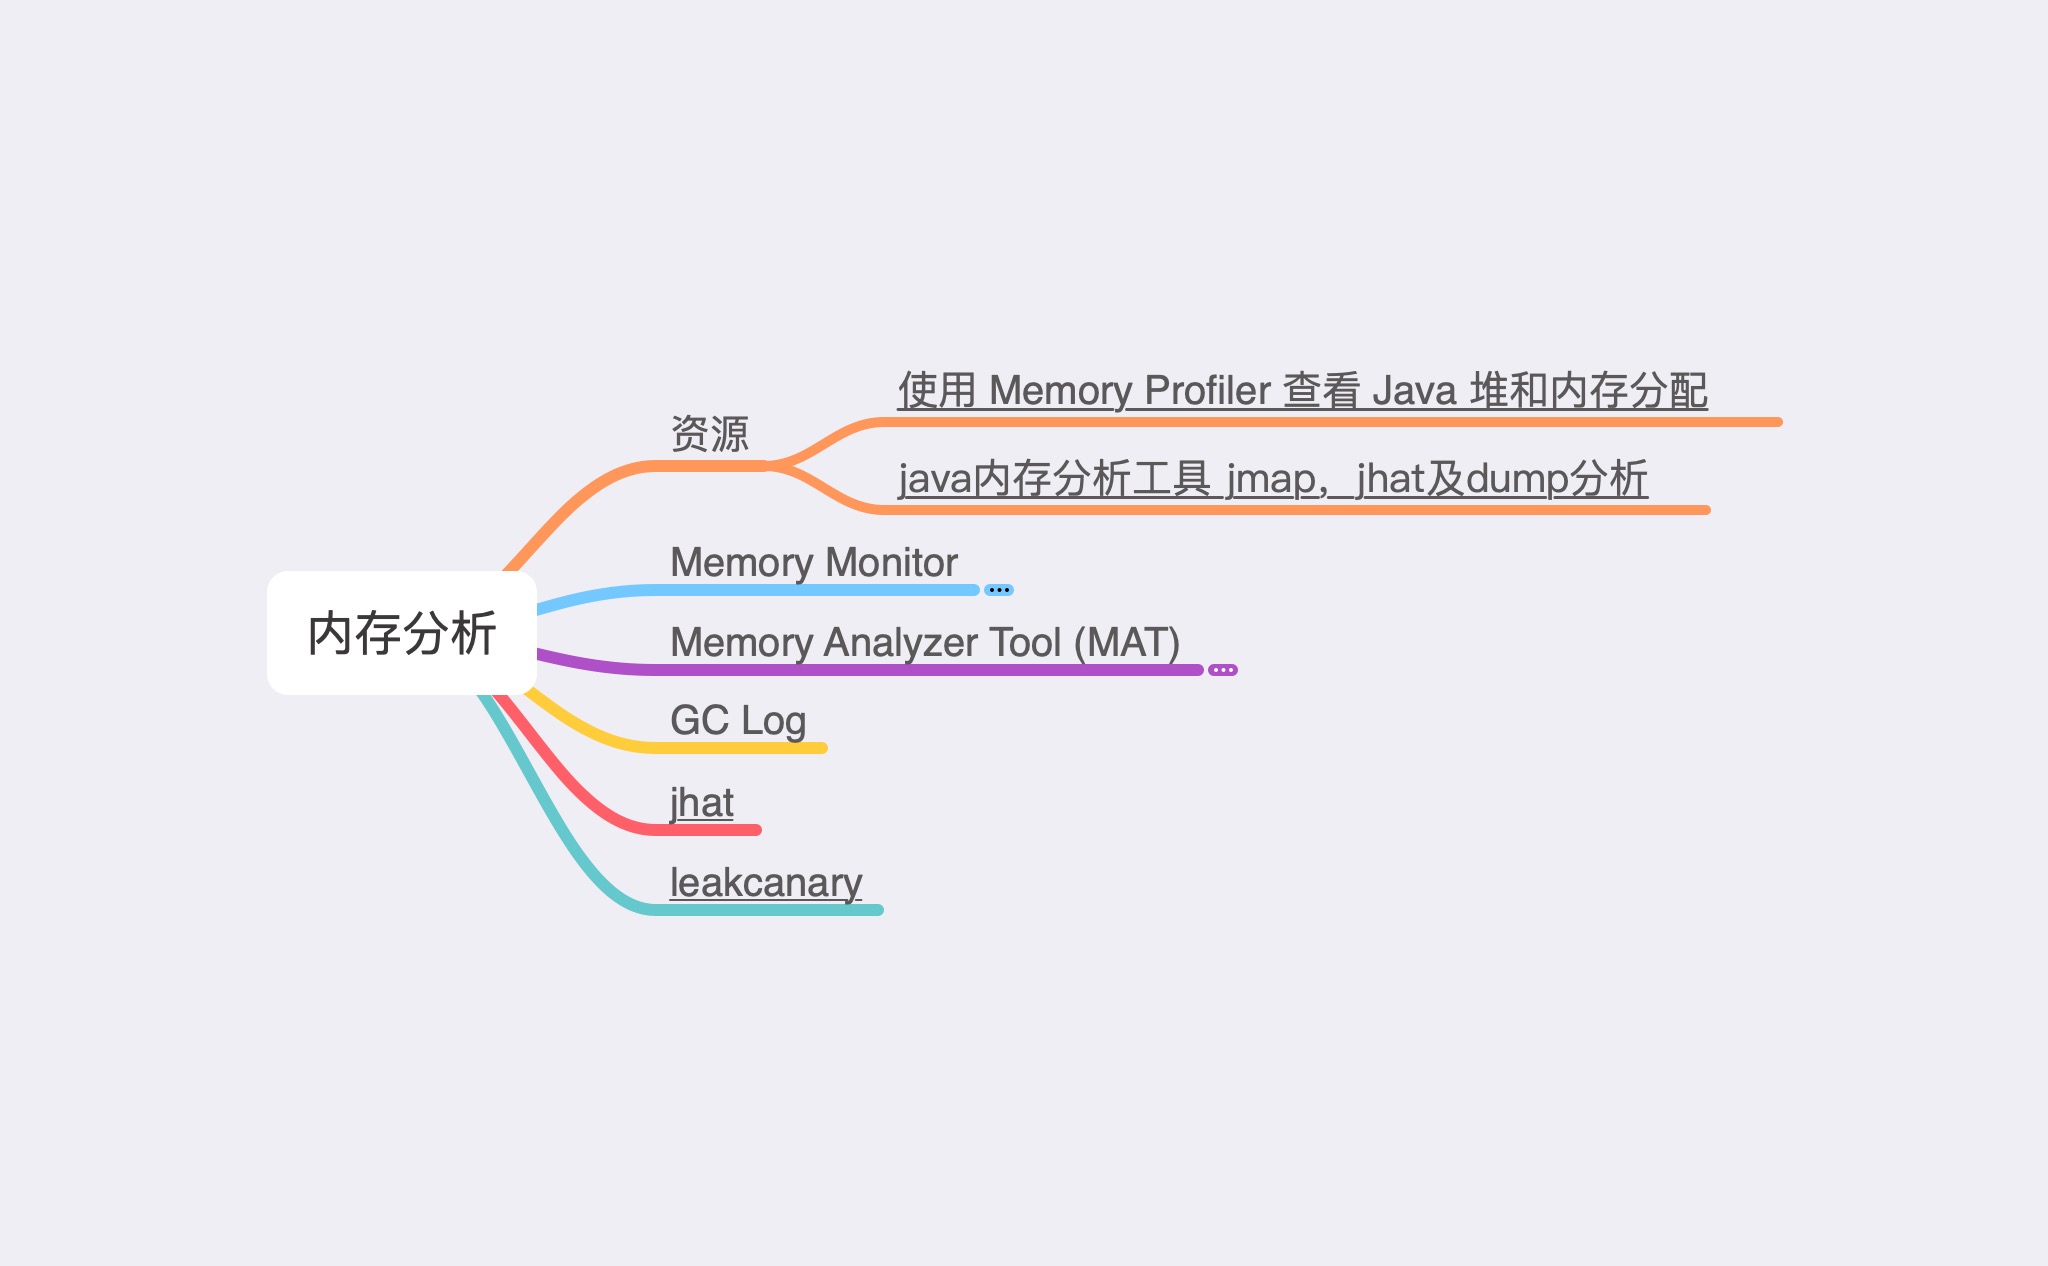 使用 Memory Profiler 查看 Java 堆和内存分配
资源
java内存分析工具 jmap，jhat及dump分析
Memory Monitor
内存分析
Memory Analyzer Tool (MAT)
GC Log
jhat
leakcanary